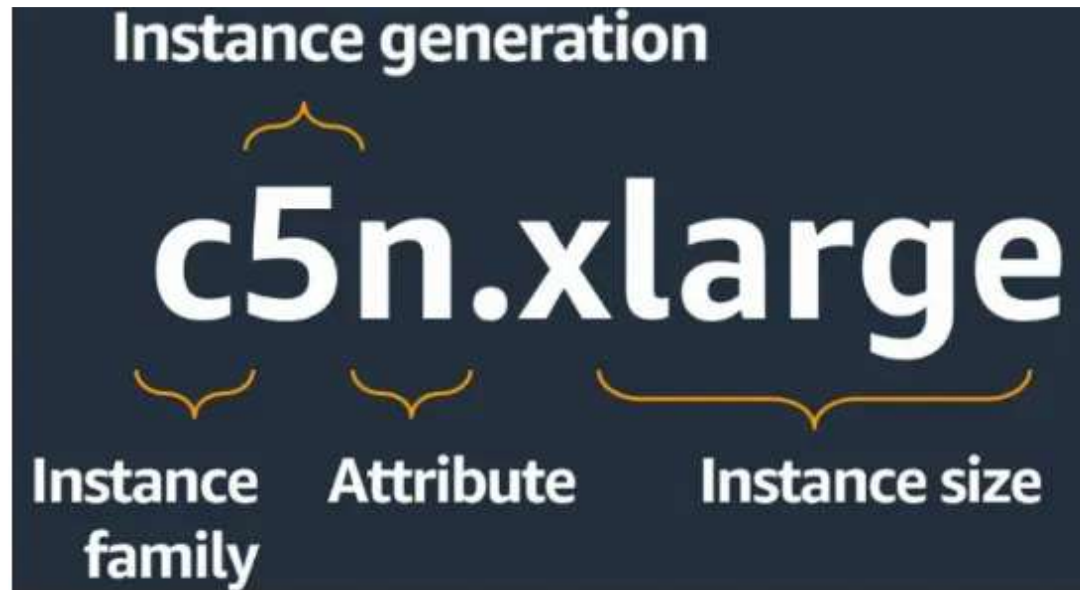 Instance generation
c5n.xlarge
Instance family
Attribute
Instance size